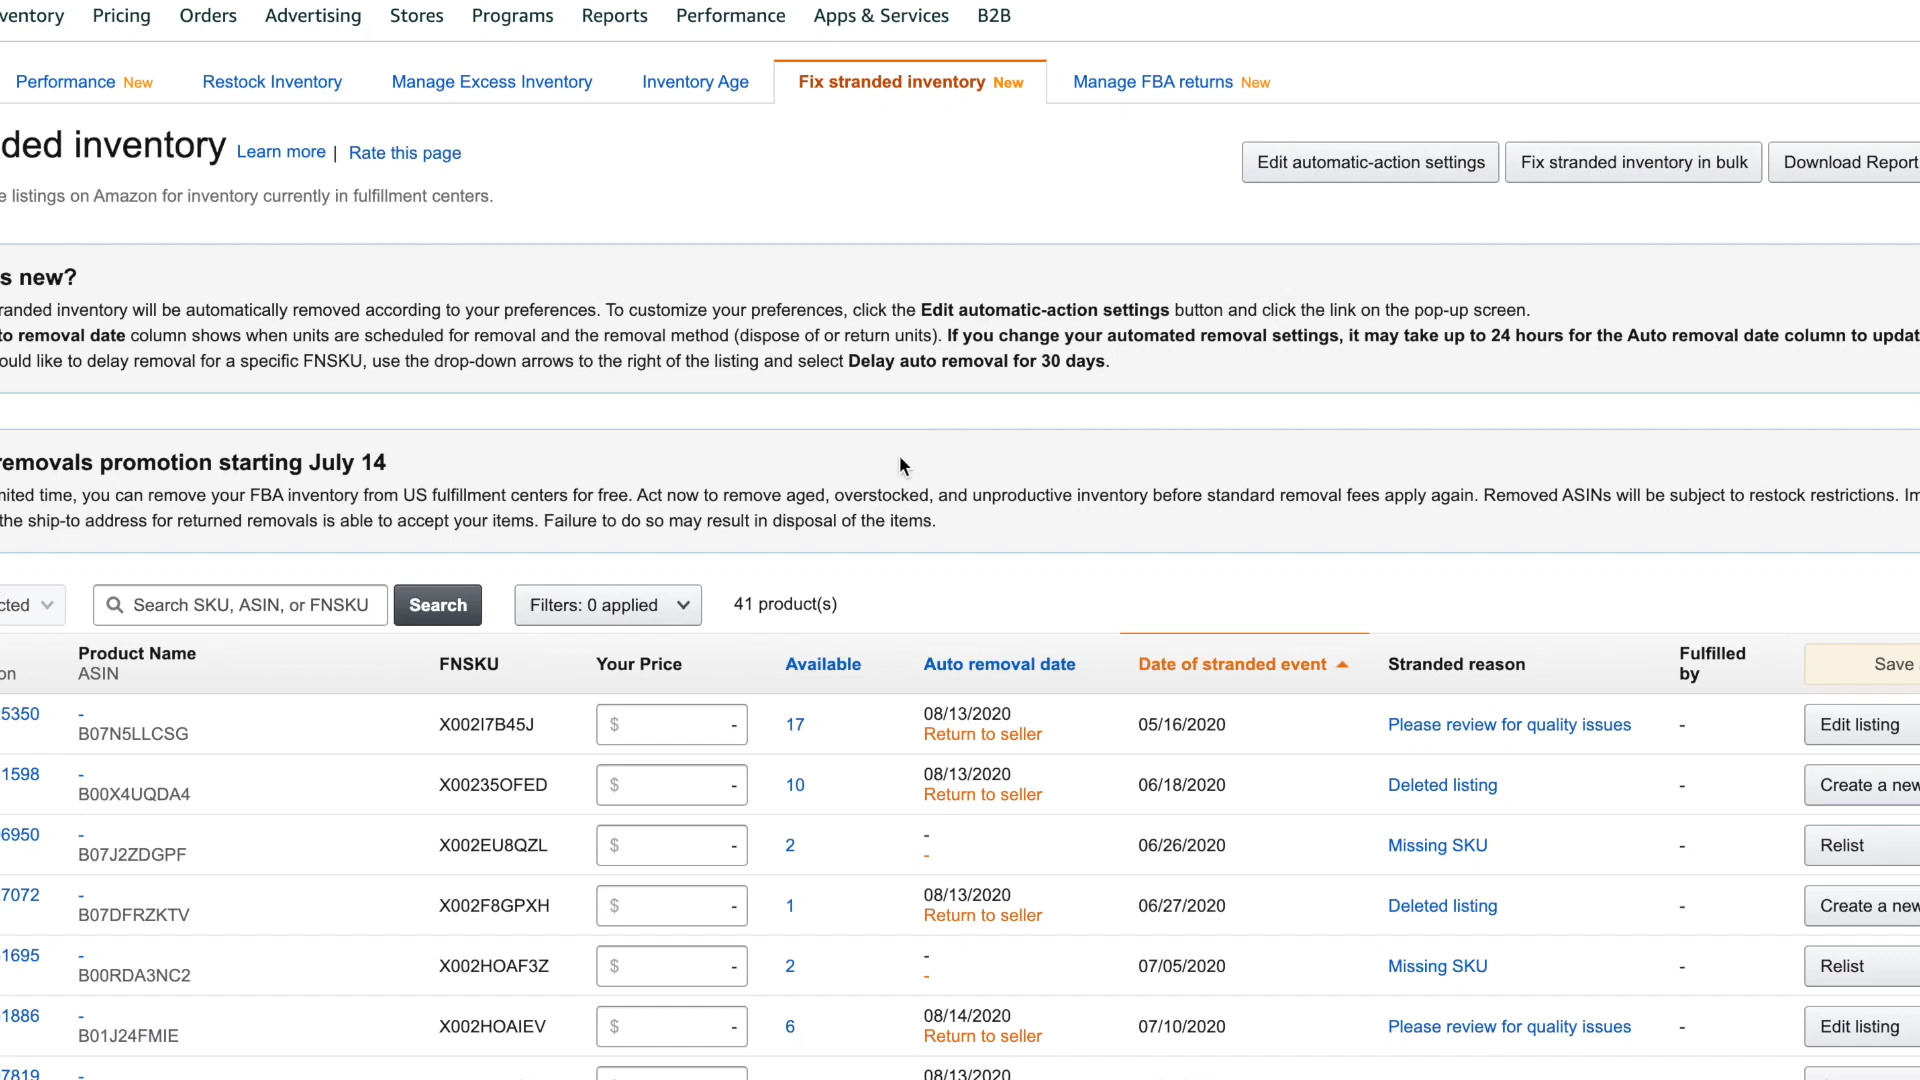 ventory Pricing Orders Advertising Stores Programs Reports Performance Apps & Services B2B
Performance New Restock Inventory Manage Excess Inventory Inventory Age Fix stranded inventory New Manage FBA returns New
ded inventory Learn more | Rate this page
Edit automatic-action settings Fix stranded inventory in bulk Download Report
e listings on Amazon for inventory currently in fulfillment centers.
s new?
randed inventory will be automatically removed according to your preferences. To customize your preferences, click the Edit automatic-action settings button and click the link on the pop-up screen.
to removal date column shows when units are scheduled for removal and the removal method (dispose of or return units). If you change your automated removal settings, it may take up to 24 hours for the Auto removal date column to updat
ould like to delay removal for a specific FNSKU, use the drop-down arrows to the right of the listing and select Delay auto removal for 30 days.
removals promotion starting July 14
mited time, you can remove your FBA inventory from US fulfillment centers for free. Act now to remove aged, overstocked, and unproductive inventory before standard removal fees apply again. Removed ASINs will be subject to restock restrictions. Im
the ship-to address for returned removals is able to accept your items. Failure to do so may result in disposal of the items.
cted Search SKU, ASIN, or FNSKU Search Filters: 0 applied 41 product(s)
on Product Name ASIN FNSKU Your Price Available Auto removal date Date of stranded event Stranded reason Fulfilled by Save
5350 - B07N5LLCSG X002I7B45J $ - 17 08/13/2020 Return to seller 05/16/2020 Please review for quality issues - Edit listing
1598 - B00X4UQDA4 X00235OFED $ - 10 08/13/2020 Return to seller 06/18/2020 Deleted listing - Create a new
6950 - B07J2ZDGPF X002EU8QZL $ - 2 - - 06/26/2020 Missing SKU - Relist
7072 - B07DFRZKTV X002F8GPXH $ - 1 08/13/2020 Return to seller 06/27/2020 Deleted listing - Create a new
1695 - B00RDA3NC2 X002HOAF3Z $ - 2 - - 07/05/2020 Missing SKU - Relist
1886 - B01J24FMIE X002HOAIEV $ - 6 08/14/2020 Return to seller 07/10/2020 Please review for quality issues - Edit listing
7819 - 08/13/2020